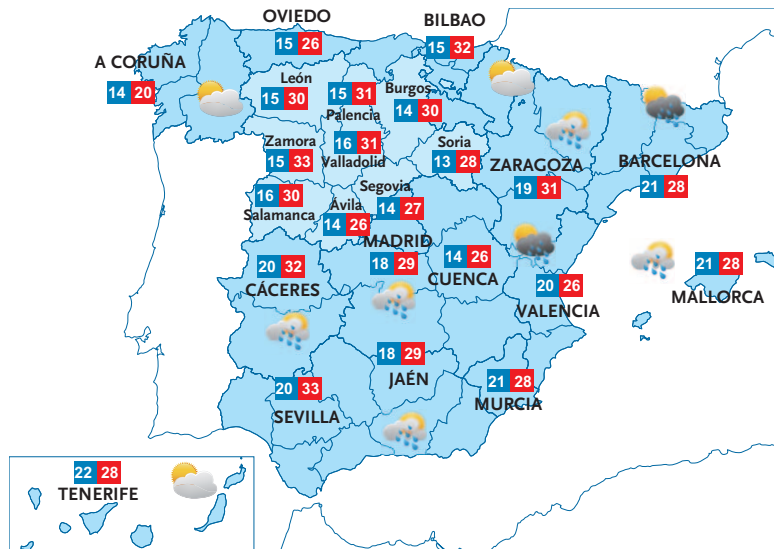 OVIEDO
15 26
BILBAO
15 32
A CORUÑA
14 20
León
15 30
15 31
Palencia
Burgos
14 30
Zamora
15 33
16 31
Valladolid
Soria
13 28
ZARAGOZA
19 31
BARCELONA
21 28
16 30
Salamanca
Ávila
14 26
Segovia
14 27
MADRID
18 29
14 26
CUENCA
20 32
CÁCERES
20 26
VALENCIA
21 28
MALLORCA
18 29
JAÉN
20 33
SEVILLA
21 28
MURCIA
22 28
TENERIFE